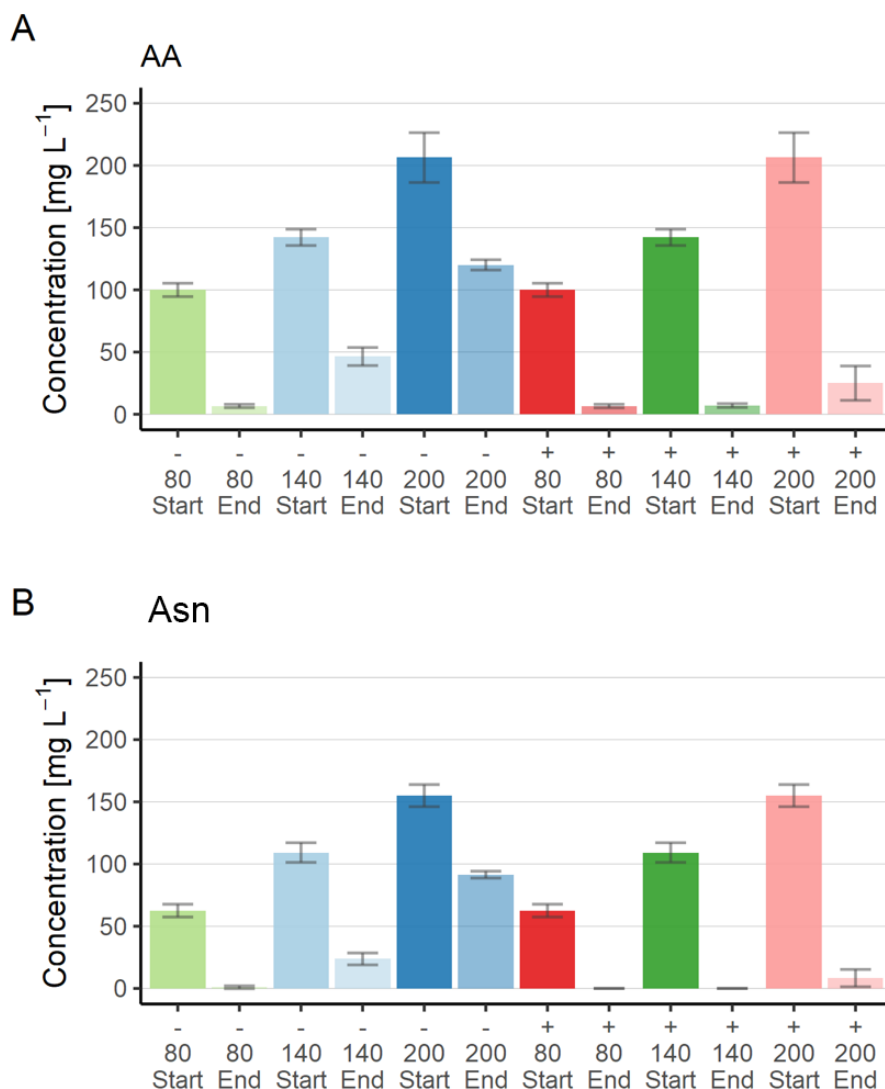 A
AA
Concentration [mg L⁻¹]
250
200
150
100
50
0
- - - - - - + + + + + +
80 80 140 140 200 200 80 80 140 140 200 200
Start End Start End Start End Start End Start End Start End
B
Asn
Concentration [mg L⁻¹]
250
200
150
100
50
0
- - - - - - + + + + + +
80 80 140 140 200 200 80 80 140 140 200 200
Start End Start End Start End Start End Start End Start End